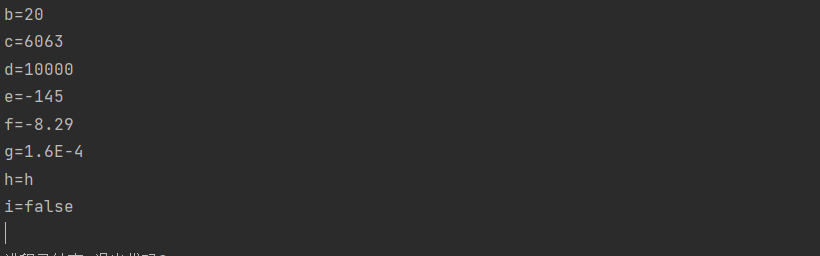 b=20
c=6063
d=10000
e=-145
f=-8.29
g=1.6E-4
h=h
i=false